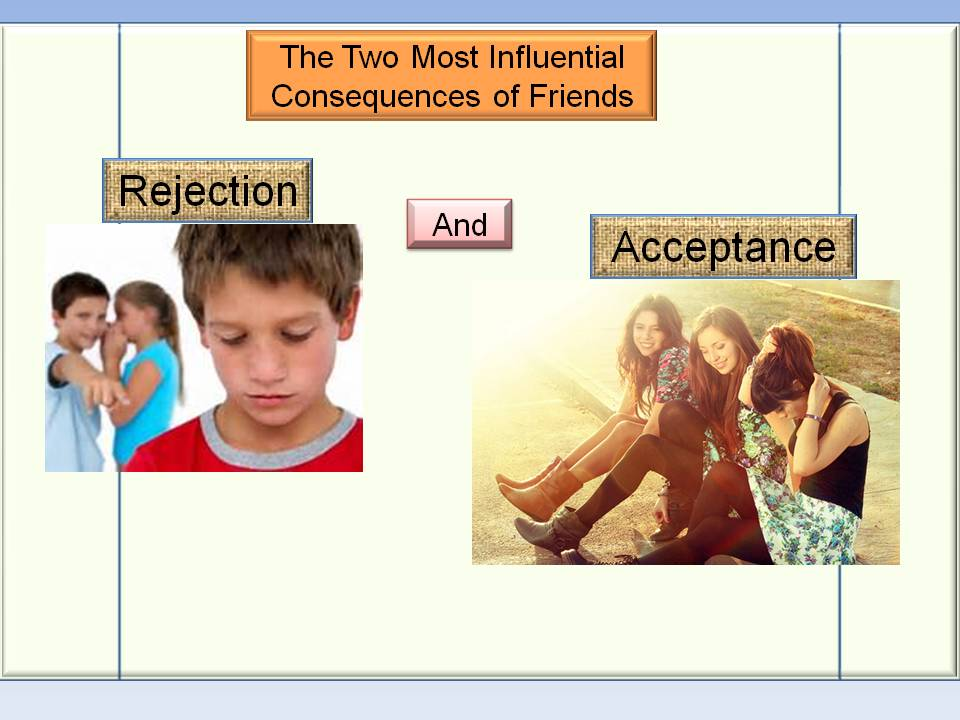 The Two Most Influential
Consequences of Friends
Rejection
And
Acceptance